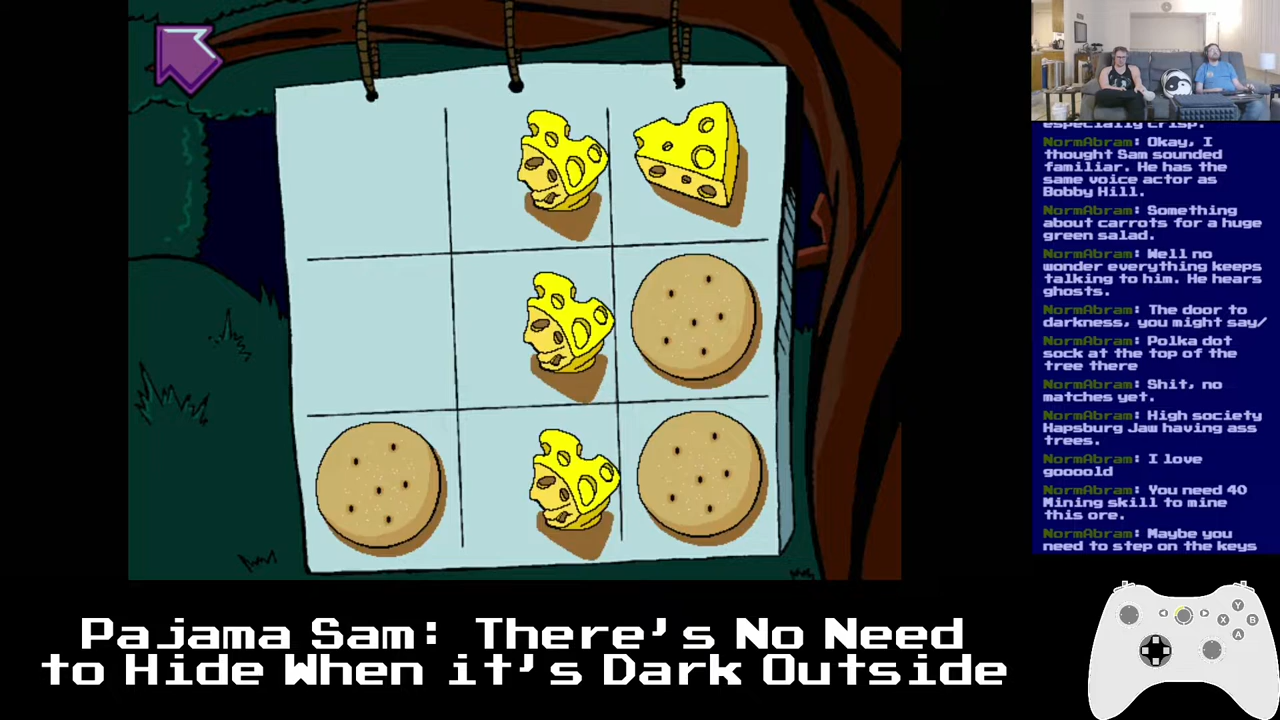 especially crisp.
NormAbram: Okay, I
thought Sam sounded
familiar. He has the
same voice actor as
Bobby Hill.
NormAbram: Something
about carrots for a huge
green salad.
NormAbram: Well no
wonder everything keeps
talking to him. He hears
ghosts.
NormAbram: The door to
darkness, you might say/
NormAbram: Polka dot
sock at the top of the
tree there
NormAbram: Shit, no
matches yet.
NormAbram: High society
Hapsburg Jaw having ass
trees.
NormAbram: I love
goooold
NormAbram: You need 40
Mining skill to mine
this ore.
NormAbram: Maybe you
need to step on the keys
Y
X B
A
Pajama Sam: There's No Need
to Hide When it's Dark Outside